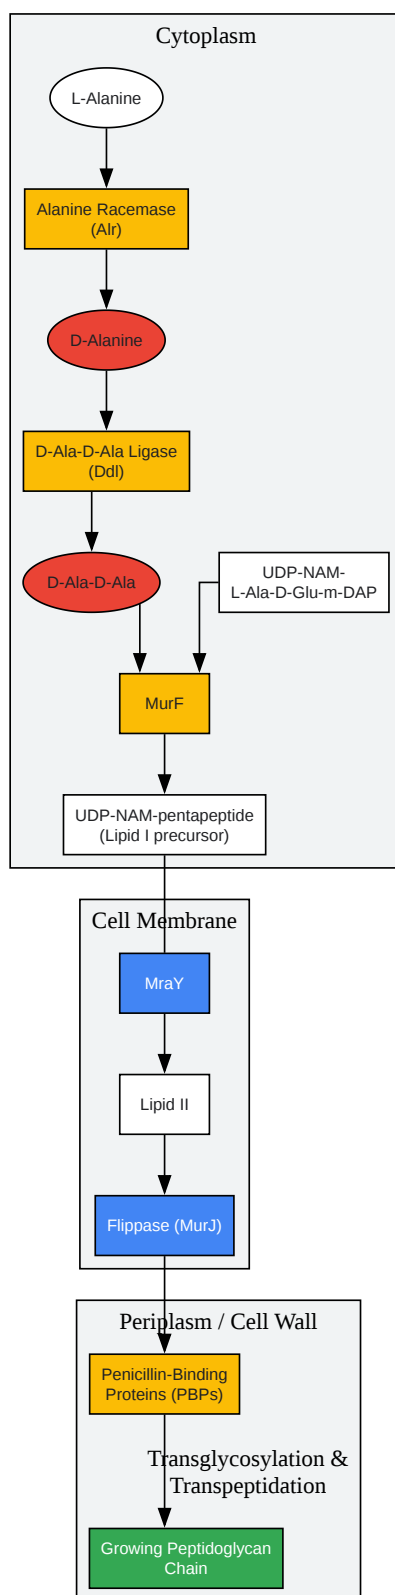 Cytoplasm
L-Alanine
Alanine Racemase
(Alr)
D-Alanine
D-Ala-D-Ala Ligase
(Ddl)
D-Ala-D-Ala
UDP-NAM-
L-Ala-D-Glu-m-DAP
MurF
UDP-NAM-pentapeptide
(Lipid I precursor)
Cell Membrane
MraY
Lipid II
Flippase (MurJ)
Periplasm / Cell Wall
Penicillin-Binding
Proteins (PBPs)
Transglycosylation &
Transpeptidation
Growing Peptidoglycan
Chain